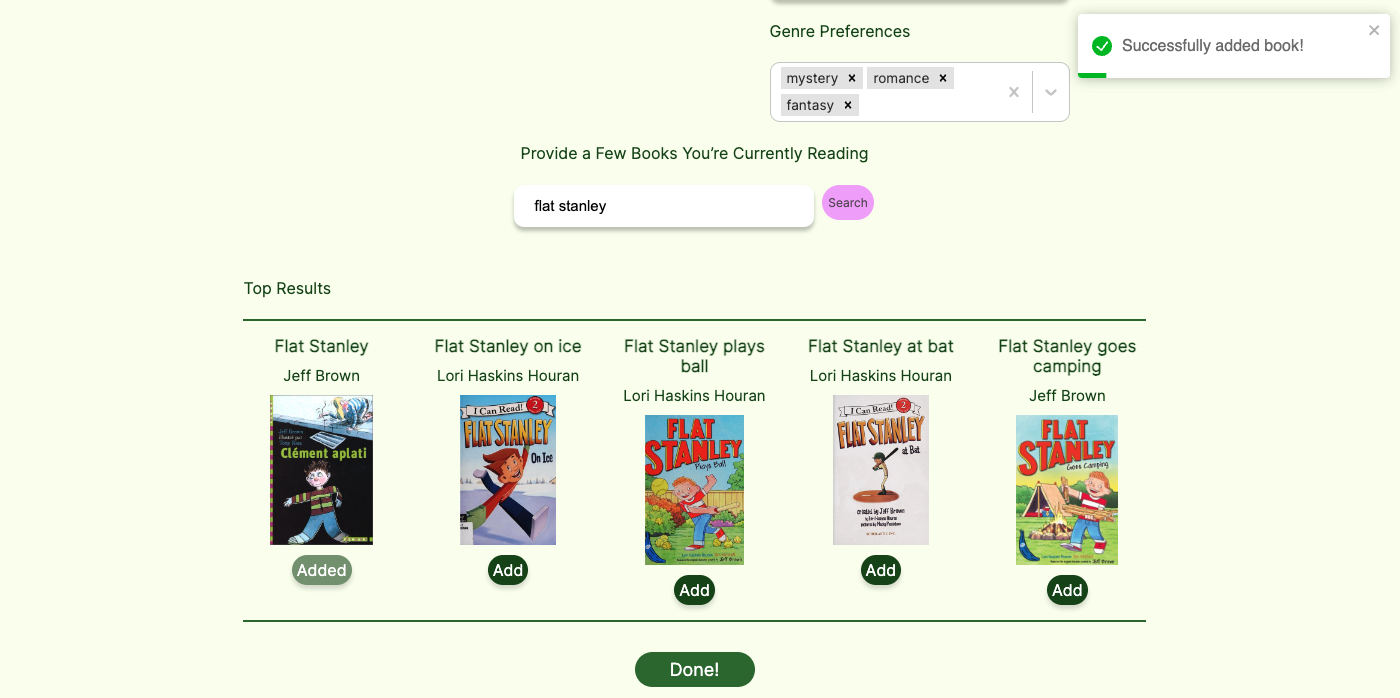 Genre Preferences
Successfully added book!
mystery
romance
fantasy
Provide a Few Books You’re Currently Reading
flat stanley
Search
Top Results
Flat Stanley
Jeff Brown
Jeff Brown
Clément aplati
Added
Flat Stanley on ice
Lori Haskins Houran
I Can Read! 2
FLAT STANLEY
On Ice
Add
Flat Stanley plays
ball
Lori Haskins Houran
FLAT
STANLEY
Plays Ball
Add
Flat Stanley at bat
Lori Haskins Houran
I Can Read! 2
FLAT STANLEY
at Bat
created by Jeff Brown
Add
Flat Stanley goes
camping
Jeff Brown
FLAT
STANLEY
Goes Camping
Add
Done!